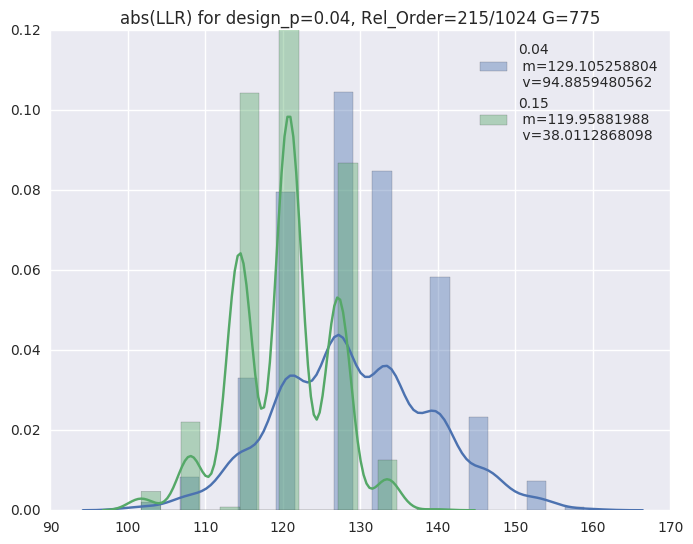 abs(LLR) for design_p=0.04, Rel_Order=215/1024 G=775
0.12
0.10
0.08
0.06
0.04
0.02
0.00
0.04
m=129.105258804
v=94.8859480562
0.15
m=119.95881988
v=38.0112868098
90 100 110 120 130 140 150 160 170